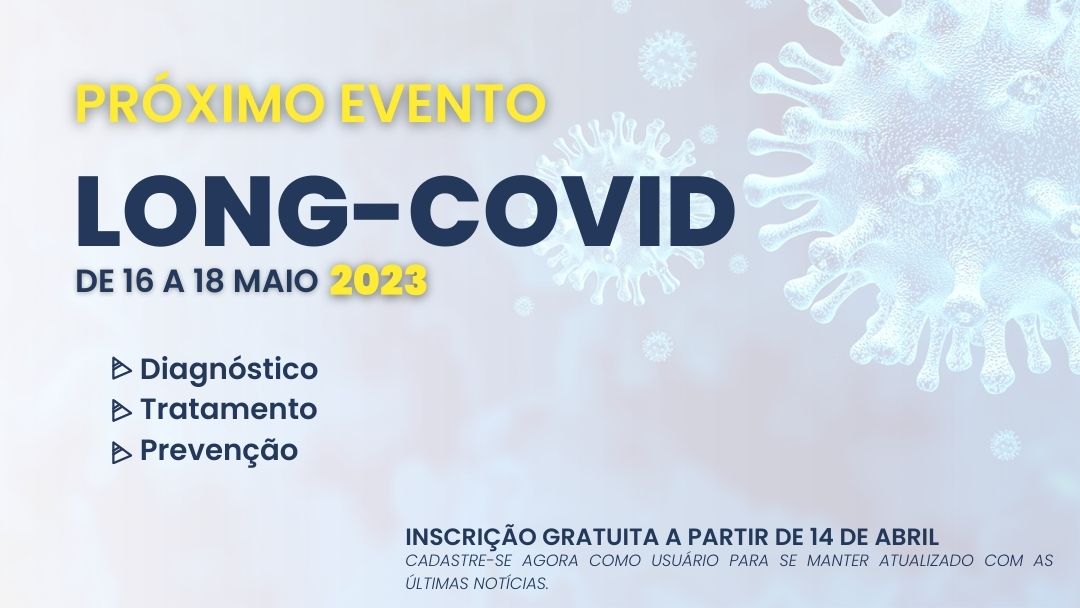 PRÓXIMO EVENTO
LONG-COVID
DE 16 A 18 MAIO 2023
Diagnóstico
Tratamento
Prevenção
INSCRIÇÃO GRATUITA A PARTIR DE 14 DE ABRIL
CADASTRE-SE AGORA COMO USUÁRIO PARA SE MANTER ATUALIZADO COM AS
ÚLTIMAS NOTÍCIAS.